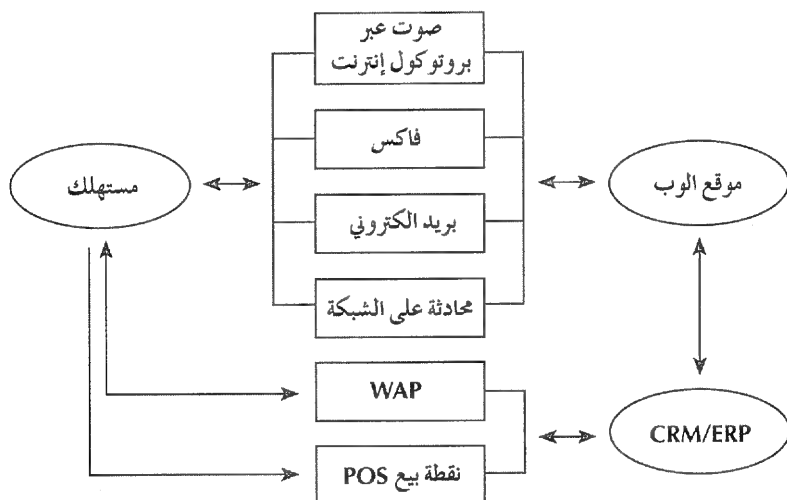 صوت عبر
بروتوكول إنترنت
فاكس
موقع الوب
مستهلك
بريد الكتروني
محادثة على الشبكة
WAP
CRM/ERP
نقطة بيع POS